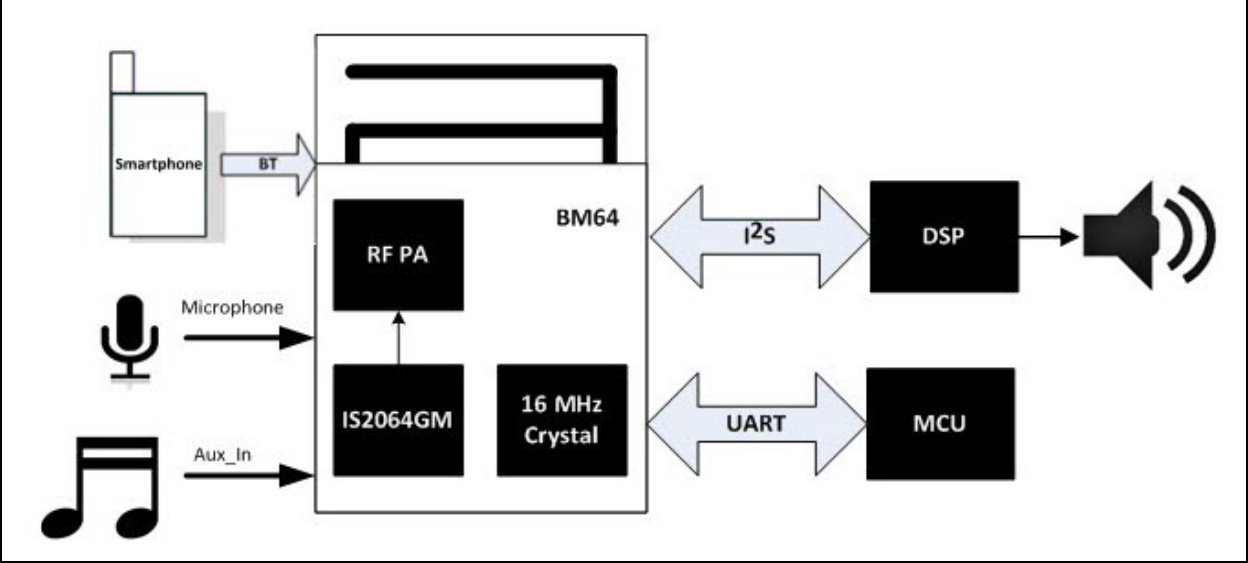 Smartphone
BT
BM64
RF PA
I²S
DSP
Microphone
IS2064GM
16 MHz
Crystal
UART
MCU
Aux_In